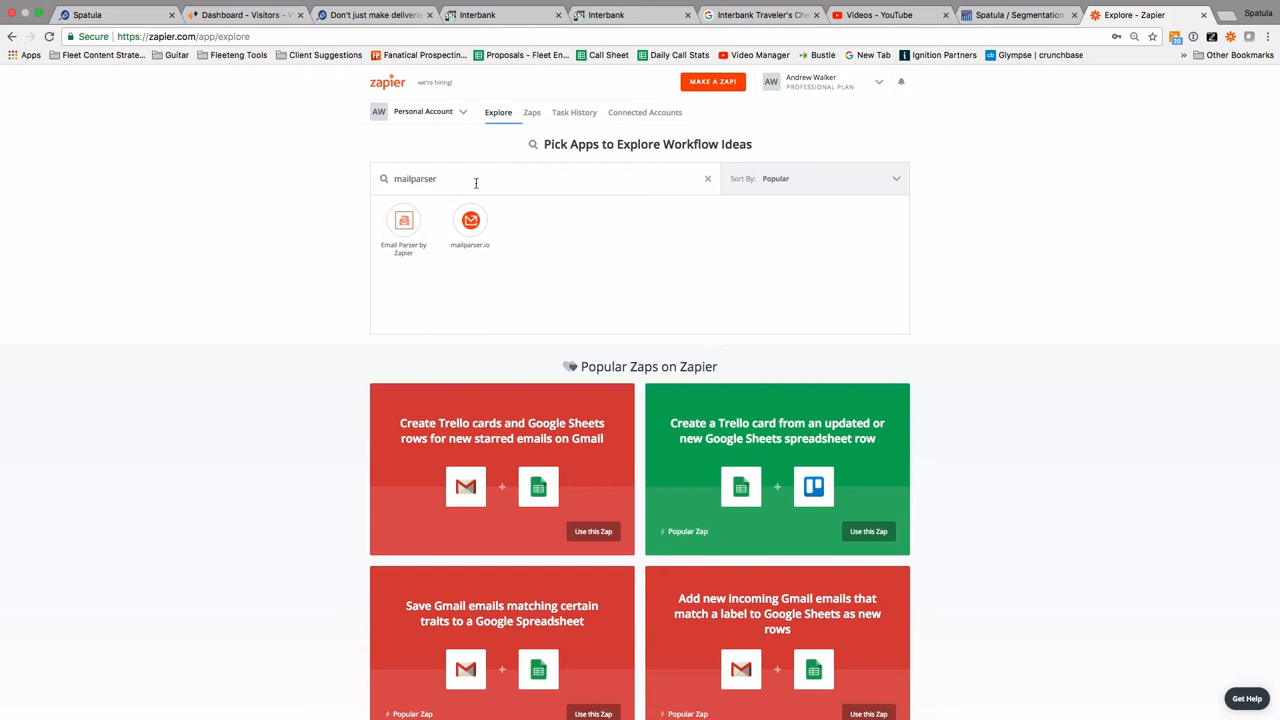 Spatula
Dashboard - Visitors - V
Don't just make deliverie
Interbank
Interbank
Interbank Traveler's Che
Videos - YouTube
Spatula / Segmentation
Explore - Zapier
Spatula
Secure
https://zapier.com/app/explore
20
Apps
Fleet Content Strate...
Guitar
Fleeteng Tools
.Client Suggestions
Fanatical Prospecting...
Proposals - Fleet En...
Call Sheet
Daily Call Stats
Video Manager
Bustle
New Tab
Ignition Partners
Glympse | crunchbase
»
Other Bookmarks
zapier
we're hiring!
MAKE A ZAP!
AW
Andrew Walker
PROFESSIONAL PLAN
AW
Personal Account
Explore
Zaps
Task History
Connected Accounts
Pick Apps to Explore Workflow Ideas
mailparser
Sort By: Popular
Email Parser by
Zapier
mailparser.io
Popular Zaps on Zapier
Create Trello cards and Google Sheets
rows for new starred emails on Gmail
+
Use this Zap
Create a Trello card from an updated or
new Google Sheets spreadsheet row
+
Popular Zap
Use this Zap
Save Gmail emails matching certain
traits to a Google Spreadsheet
+
Popular Zap
Use this Zap
Add new incoming Gmail emails that
match a label to Google Sheets as new
rows
+
Popular Zap
Use this Zap
Get Help